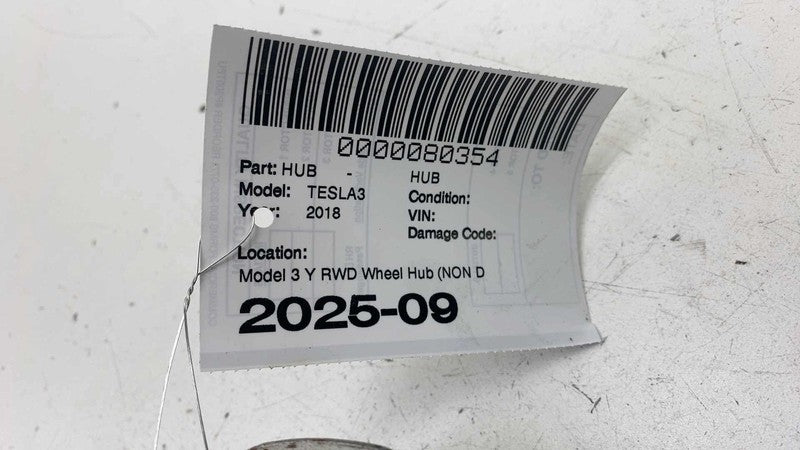 0000080354
Part: HUB - HUB
Model: TESLA3 Condition:
Year: 2018 VIN:
Damage Code:
Location:
Model 3 Y RWD Wheel Hub (NON D
2025-09